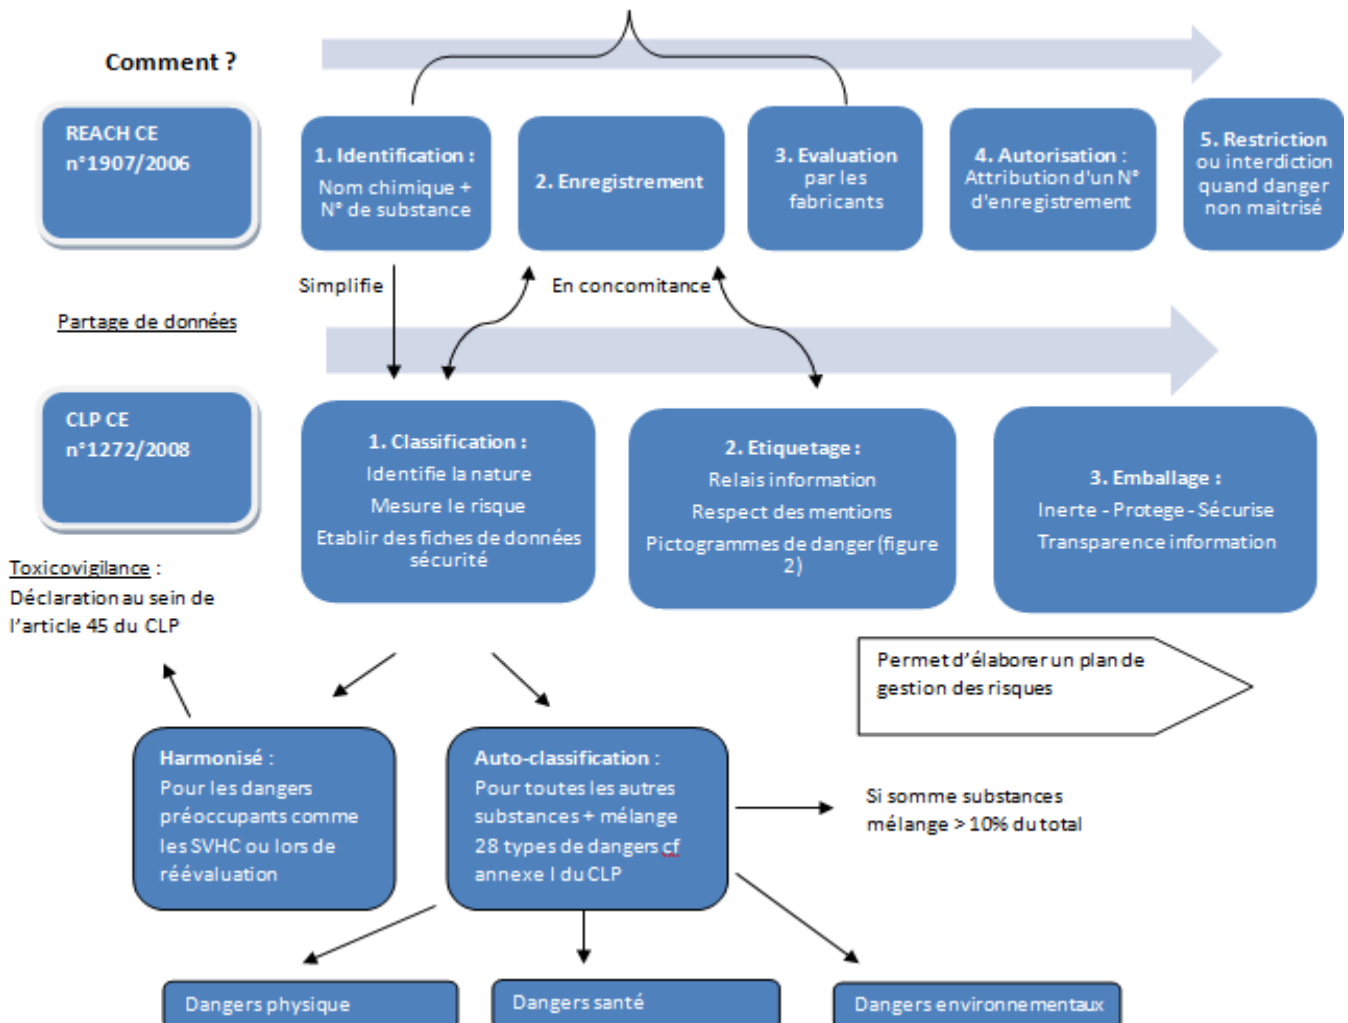 Comment ?
REACH CE
n°1907/2006
1. Identification :
Nom chimique +
N° de substance
2. Enregistrement
3. Evaluation
par les
fabricants
4. Autorisation :
Attribution d'un N°
d'enregistrement
5. Restriction
ou interdiction
quand danger
non maitrisé
Simplifie
En concomitance
Partage de données
CLP CE
n°1272/2008
1. Classification :
Identifie la nature
Mesure le risque
Etablir des fiches de données
sécurité
2. Etiquetage :
Relais information
Respect des mentions
Pictogrammes de danger (figure
2)
3. Emballage :
Inerte - Protege - Sécurise
Transparence information
Toxicovigilance :
Déclaration au sein de
l'article 45 du CLP
Permet d'élaborer un plan de
gestion des risques
Harmonisé :
Pour les dangers
préoccupants comme
les SVHC ou lors de
réévaluation
Auto-classification :
Pour toutes les autres
substances + mélange
28 types de dangers cf
annexe I du CLP
Si somme substances
mélange > 10% du total
Dangers physique
Dangers santé
Dangers environnementaux